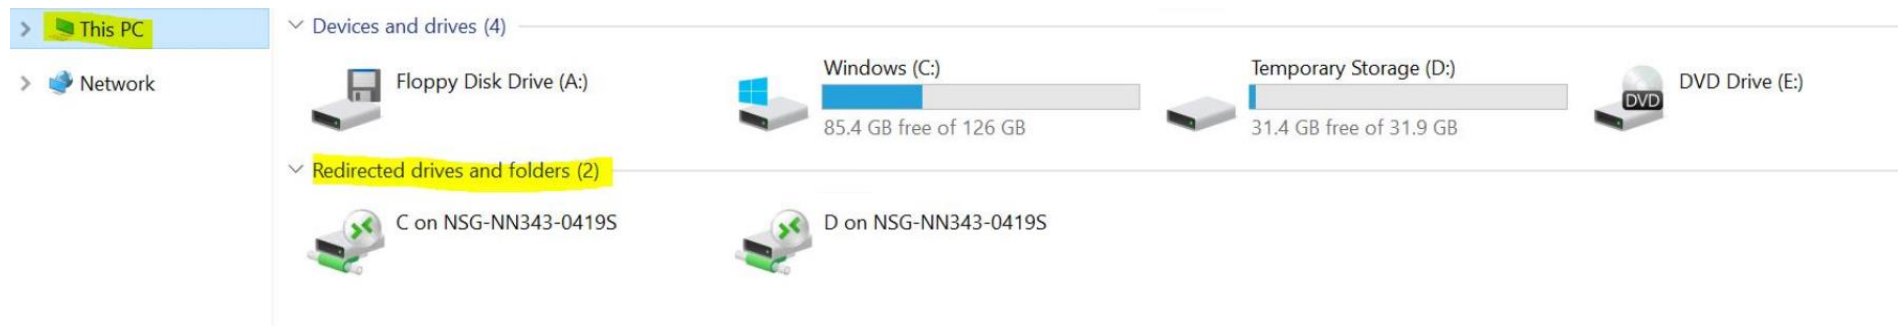 This PC
Network
Devices and drives (4)
Floppy Disk Drive (A:)
Windows (C:)
85.4 GB free of 126 GB
Temporary Storage (D:)
31.4 GB free of 31.9 GB
DVD
DVD Drive (E:)
Redirected drives and folders (2)
C on NSG-NN343-0419S
D on NSG-NN343-0419S